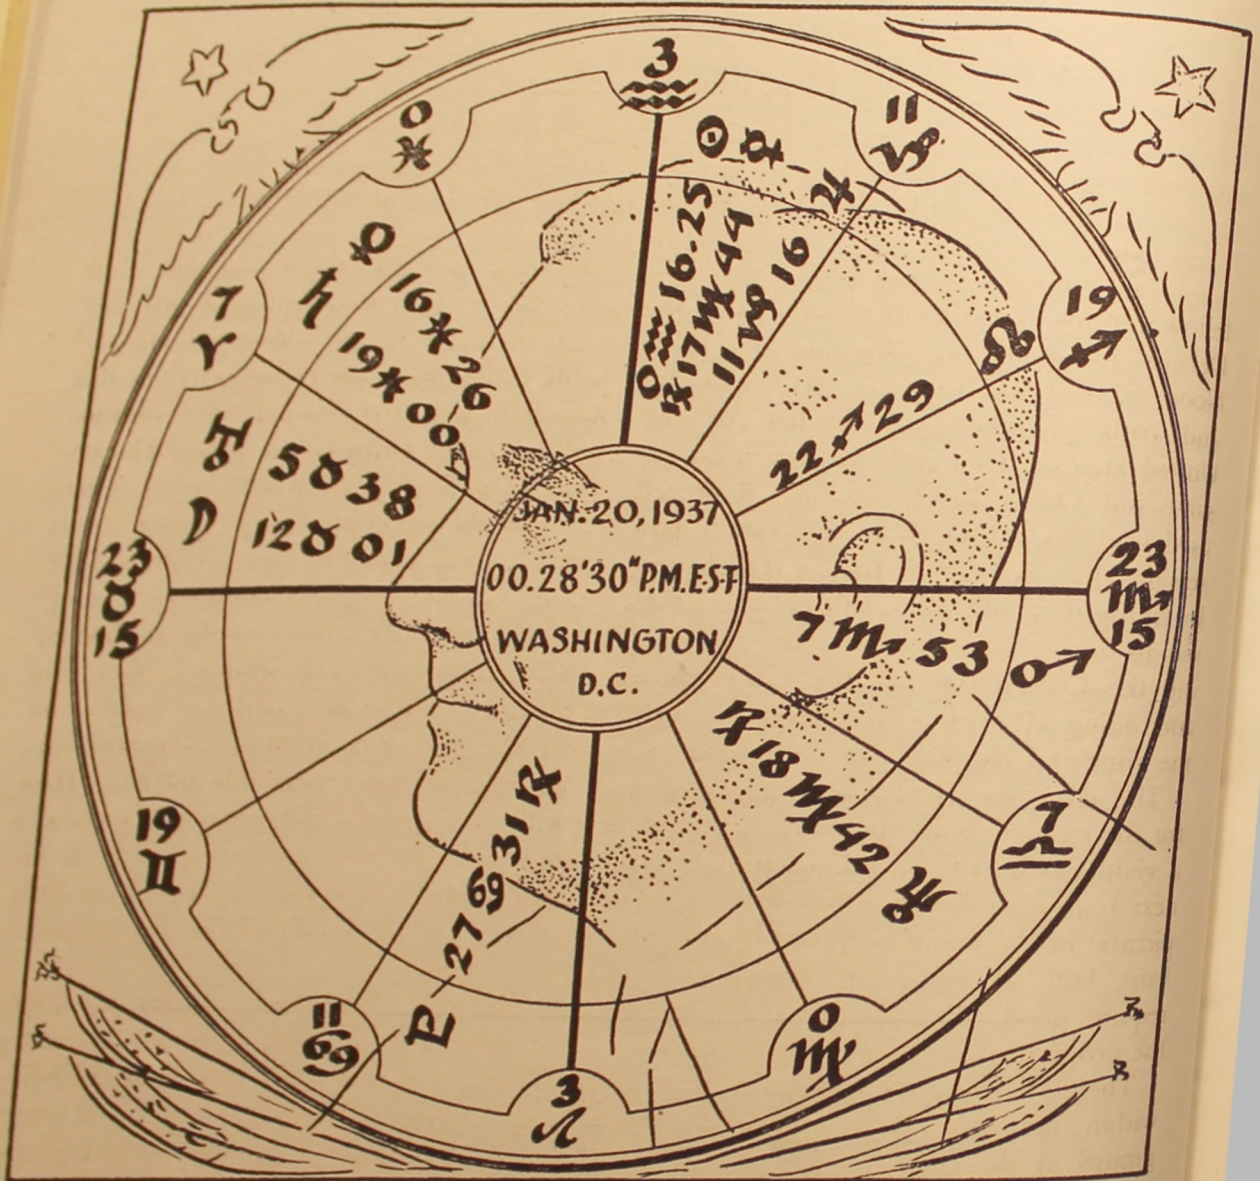 3
♒
0
♓
11
♑
☉ ☿ ♃
0 ♒ 16.25
℞ 17 ♍ 44
11 ♑ 16
♀
16 ♓ 26
♄
19 ♓ 00
7
♈
19
♐
☊
22 ♐ 29
♅ 5 ♉ 38
☽ 12 ♉ 01
JAN. 20, 1937
00.28'30" P.M. E.S.T
WASHINGTON
D.C.
23
♉
15
23
♏
15
7 ♏ 53 ♂
19
♊
℞ 18 ♍ 42 ♆
7
♎
P 27 ♋ 31 ℞
11
♋
3
♌
0
♍